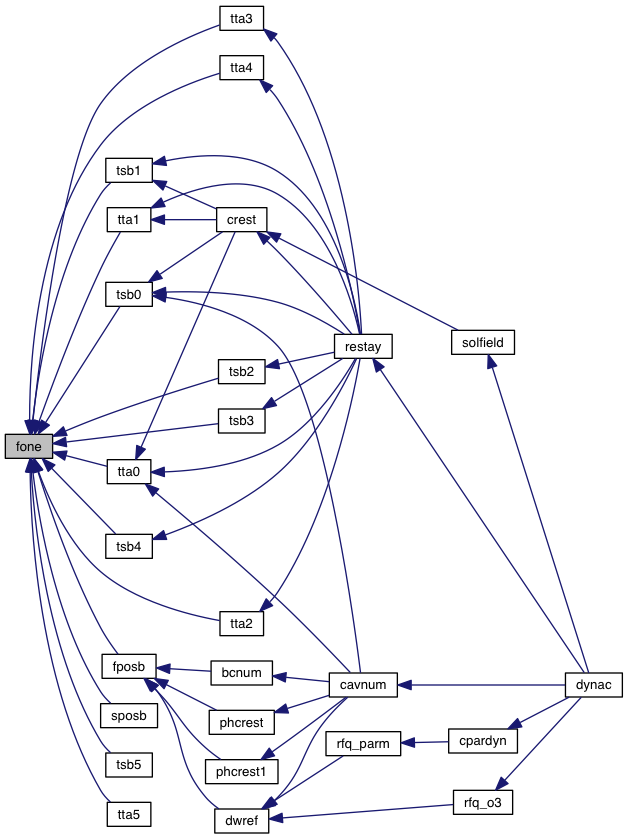 tta3
tta4
tsb1
tta1
crest
tsb0
solfield
restay
tsb2
tsb3
fone
tta0
tsb4
tta2
fposb
bcnum
cavnum
dynac
sposb
phcrest
rfq_parm
cpardyn
tsb5
phcrest1
rfq_o3
tta5
dwref